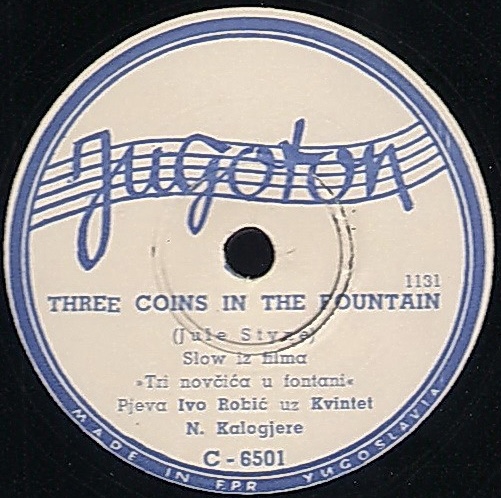 Jugoton
1131
THREE COINS IN THE FOUNTAIN
(Jule Styne)
Slow iz filma
»Tri novčića u fontani«
Pjeva Ivo Robić uz Kvintet
N. Kalogjere
C - 6501
MADE IN F.P.R YUGOSLAVIA